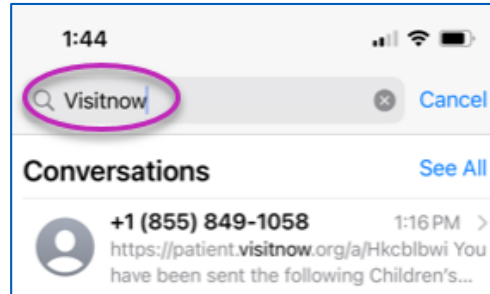 1:44
Visitnow
Cancel
Conversations
See All
+1 (855) 849-1058
1:16 PM
https://patient.visitnow.org/a/Hkcblbwi You
have been sent the following Children's...